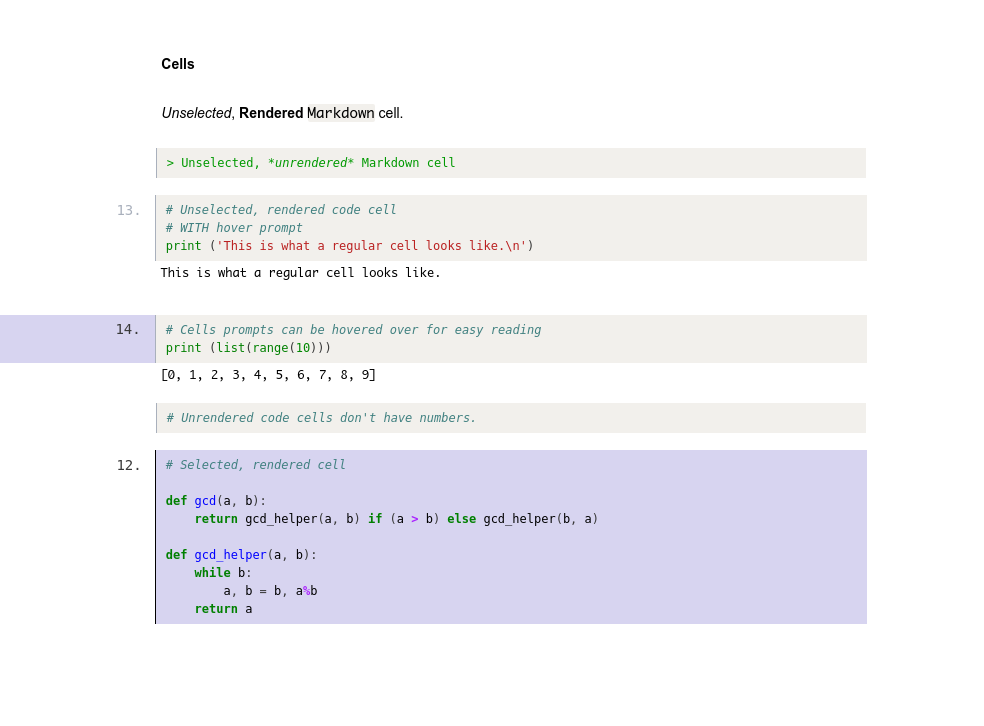 Cells
Unselected, Rendered Markdown cell.
> Unselected, *unrendered* Markdown cell
13. # Unselected, rendered code cell
# WITH hover prompt
print ('This is what a regular cell looks like.\n')
This is what a regular cell looks like.
14. # Cells prompts can be hovered over for easy reading
print (list(range(10)))
[0, 1, 2, 3, 4, 5, 6, 7, 8, 9]
# Unrendered code cells don't have numbers.
12. # Selected, rendered cell
def gcd(a, b):
    return gcd_helper(a, b) if (a > b) else gcd_helper(b, a)
def gcd_helper(a, b):
    while b:
        a, b = b, a%b
    return a